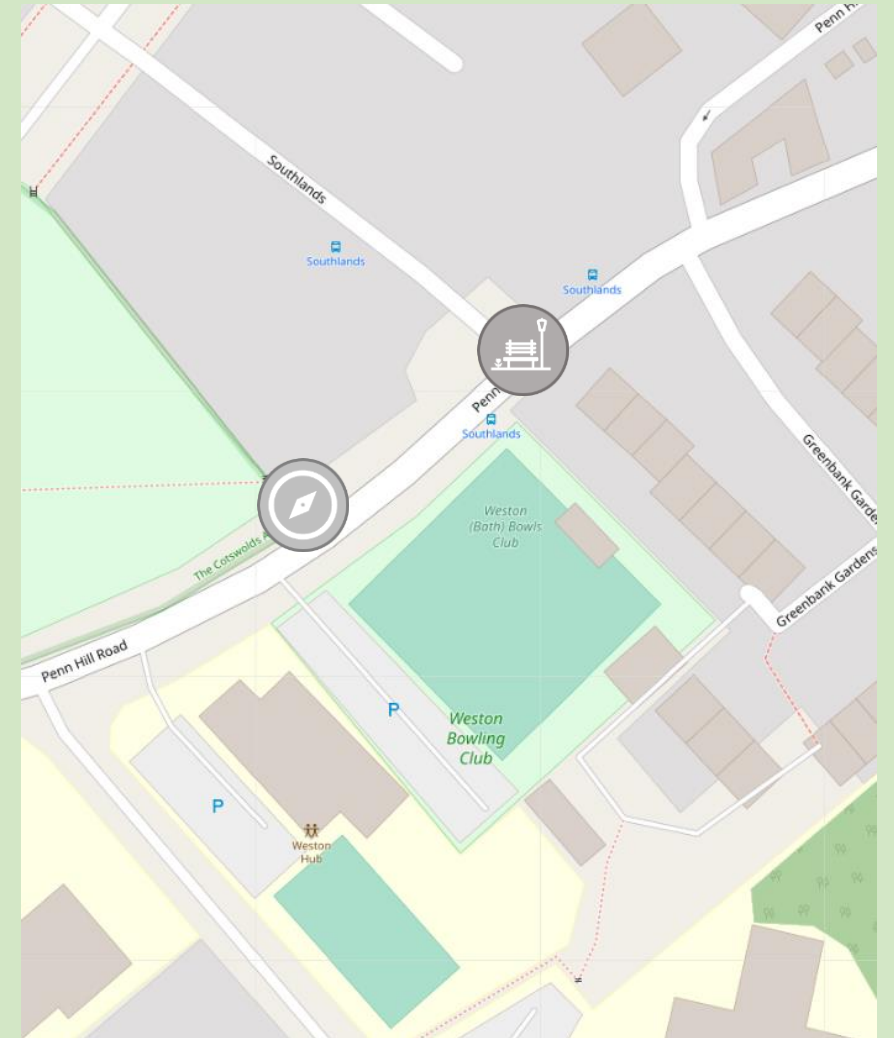 Penn H
Southlands
Southlands
Southlands
Penn
Southlands
Greenbank Garde
Weston
(Bath) Bowls
Club
The Cotswolds A
Greenbank Gardens
Penn Hill Road
P
Weston
Bowling
Club
P
Weston
Hub